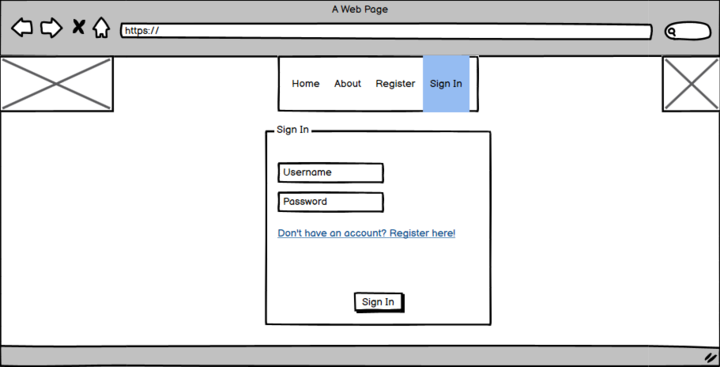 A Web Page
https://
Home About Register Sign In
Sign In
Username
Password
Don't have an account? Register here!
Sign In